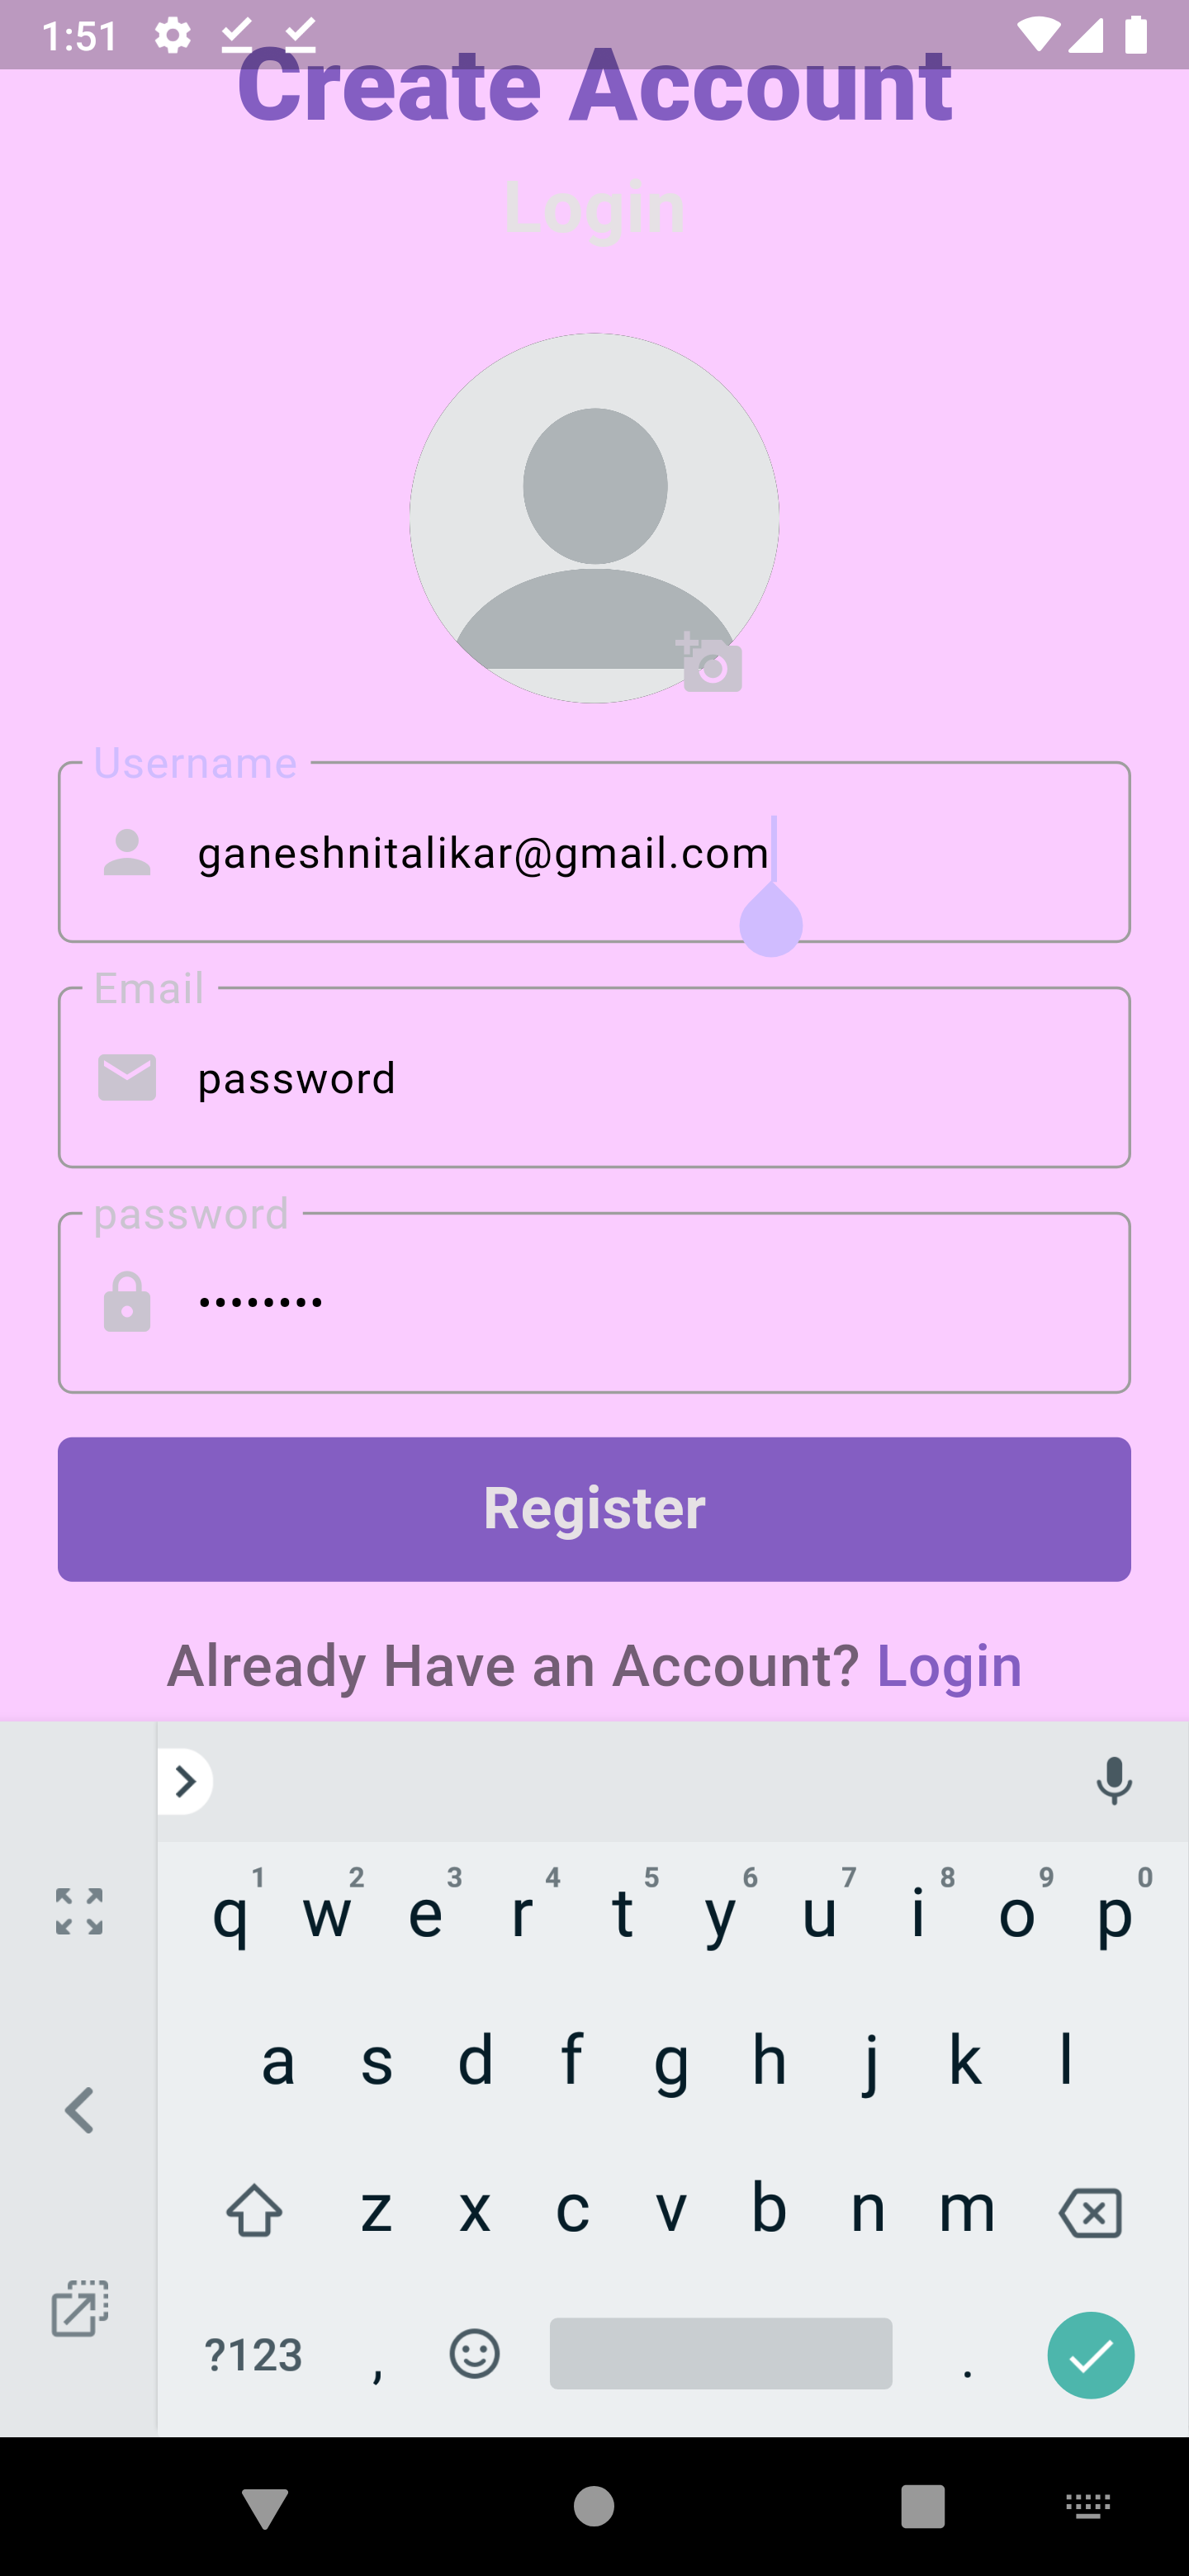 1:51
Create Account
Login
Username
ganeshnitalikar@gmail.com
Email
password
password
••••••••
Register
Already Have an Account? Login
1 2 3 4 5 6 7 8 9 0
q w e r t y u i o p
a s d f g h j k l
z x c v b n m
?123 , .